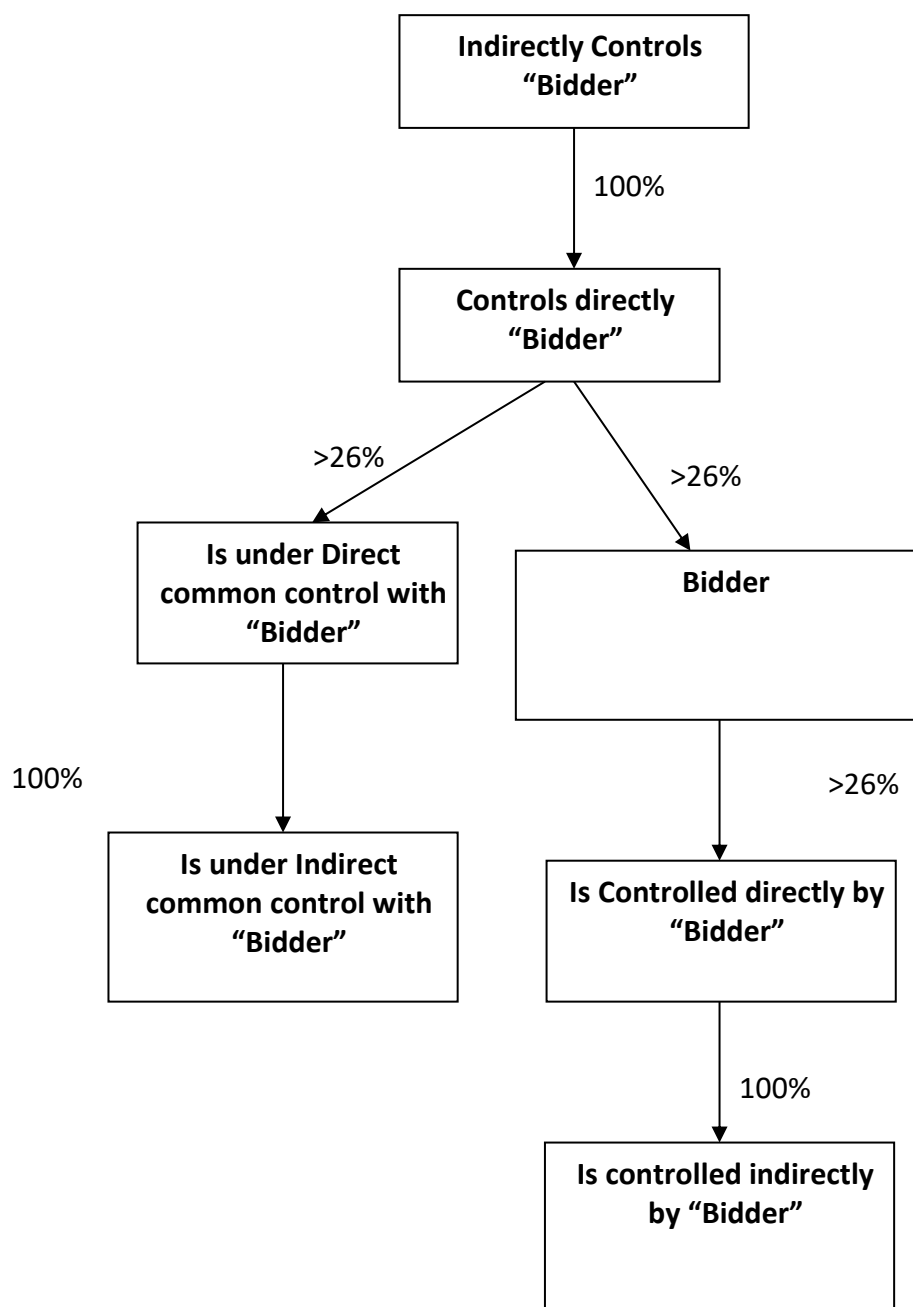 Indirectly Controls
“Bidder”
100%
Controls directly
“Bidder”
>26%
>26%
Is under Direct
common control with
“Bidder”
Bidder
100%
>26%
Is under Indirect
common control with
“Bidder”
Is Controlled directly by
“Bidder”
100%
Is controlled indirectly
by “Bidder”